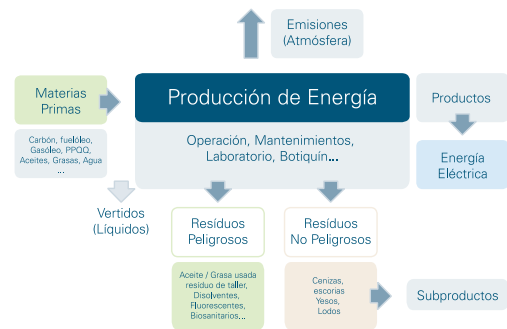 Emisiones
(Atmósfera)
Materias
Primas
Producción de Energía
Productos
Carbón, fuelóleo,
Gasóleo, PPQQ,
Aceites, Grasas, Agua
...
Operación, Mantenimientos,
Laboratorio, Botiquín...
Energía
Eléctrica
Vertidos
(Líquidos)
Resíduos
Peligrosos
Resíduos
No Peligrosos
Aceite / Grasa usada
resíduo de taller,
Disolventes,
Fluorescentes,
Biosanitarios...
Cenizas,
escorias
Yesos,
Lodos
Subproductos